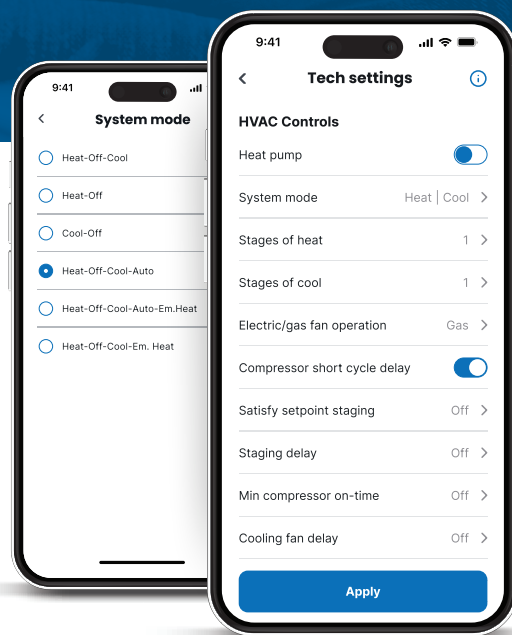 9:41
System mode
Heat-Off-Cool
Heat-Off
Cool-Off
Heat-Off-Cool-Auto
Heat-Off-Cool-Auto-Em.Heat
Heat-Off-Cool-Em. Heat
9:41
Tech settings
HVAC Controls
Heat pump
System mode Heat | Cool
Stages of heat 1
Stages of cool 1
Electric/gas fan operation Gas
Compressor short cycle delay
Satisfy setpoint staging Off
Staging delay Off
Min compressor on-time Off
Cooling fan delay Off
Apply